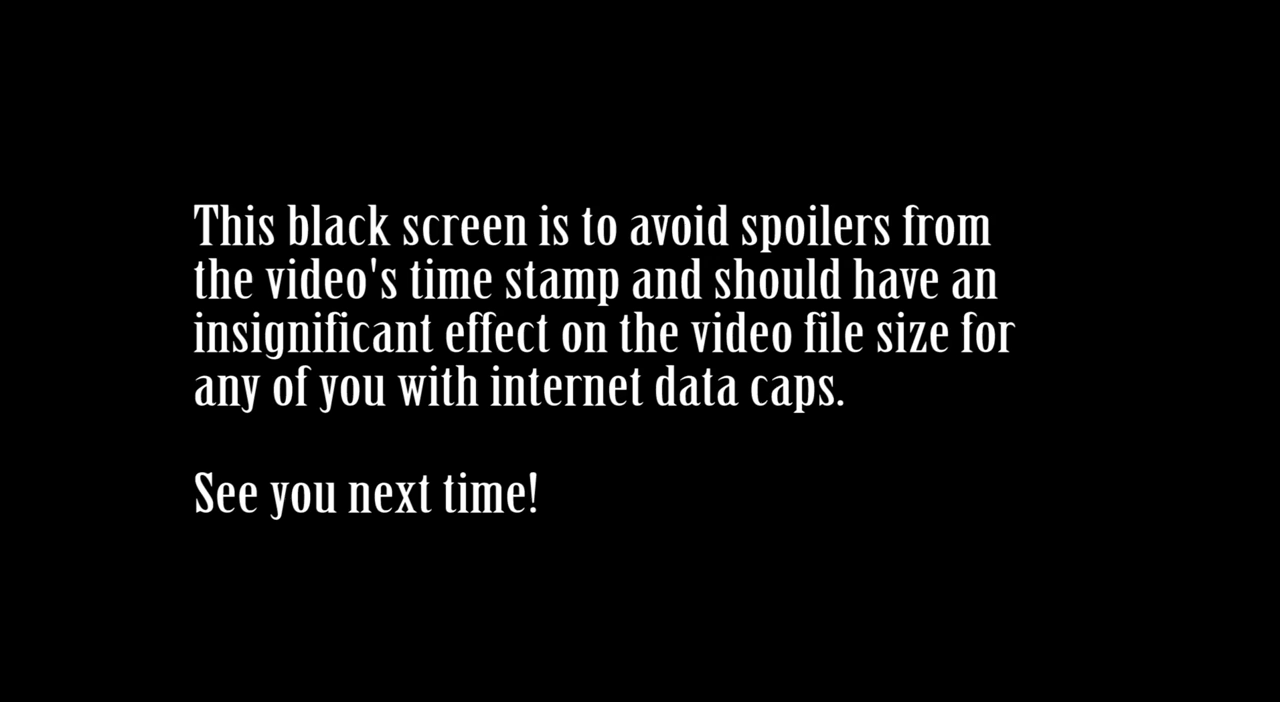 This black screen is to avoid spoilers from
the video's time stamp and should have an
insignificant effect on the video file size for
any of you with internet data caps.
See you next time!